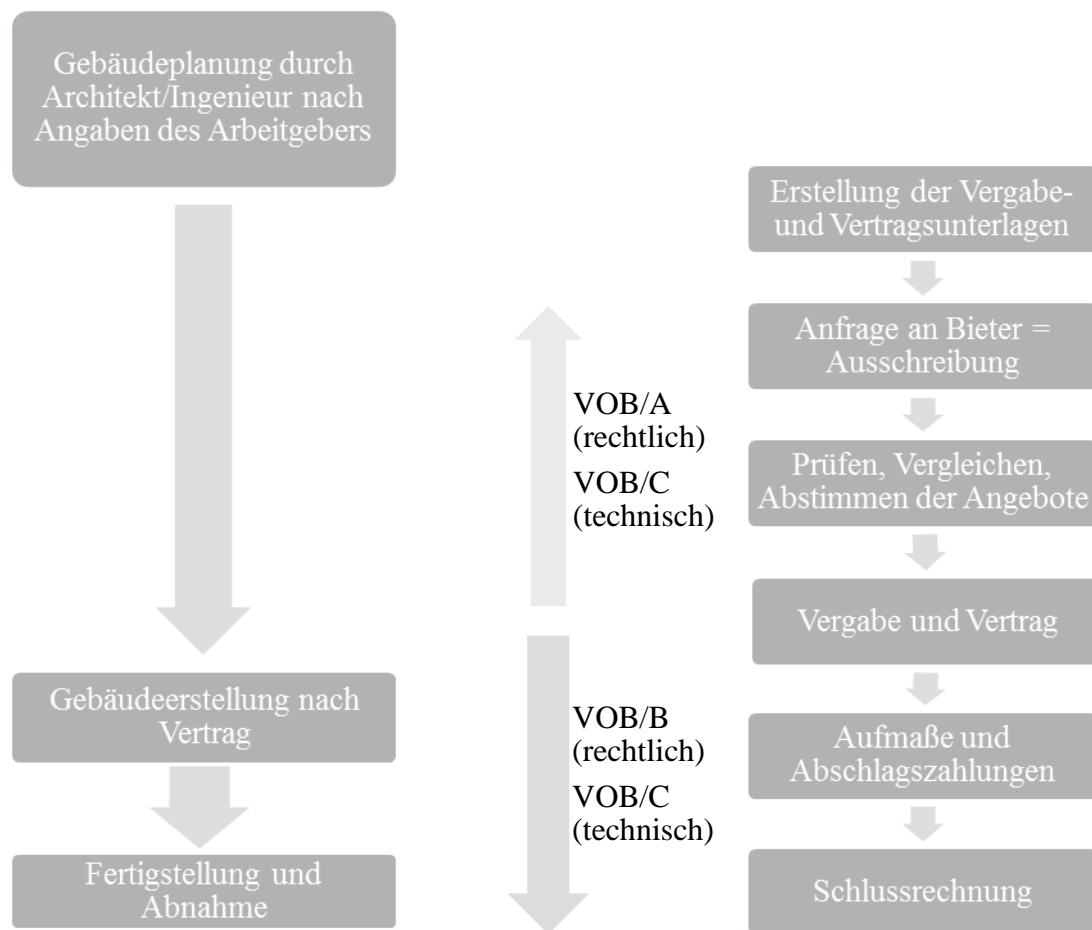 Gebäudeplanung durch
Architekt/Ingenieur nach
Angaben des Arbeitgebers
Gebäudeerstellung nach
Vertrag
Fertigstellung und
Abnahme
VOB/A
(rechtlich)
VOB/C
(technisch)
VOB/B
(rechtlich)
VOB/C
(technisch)
Erstellung der Vergabe-
und Vertragsunterlagen
Anfrage an Bieter =
Ausschreibung
Prüfen, Vergleichen,
Abstimmen der Angebote
Vergabe und Vertrag
Aufmaße und
Abschlagszahlungen
Schlussrechnung